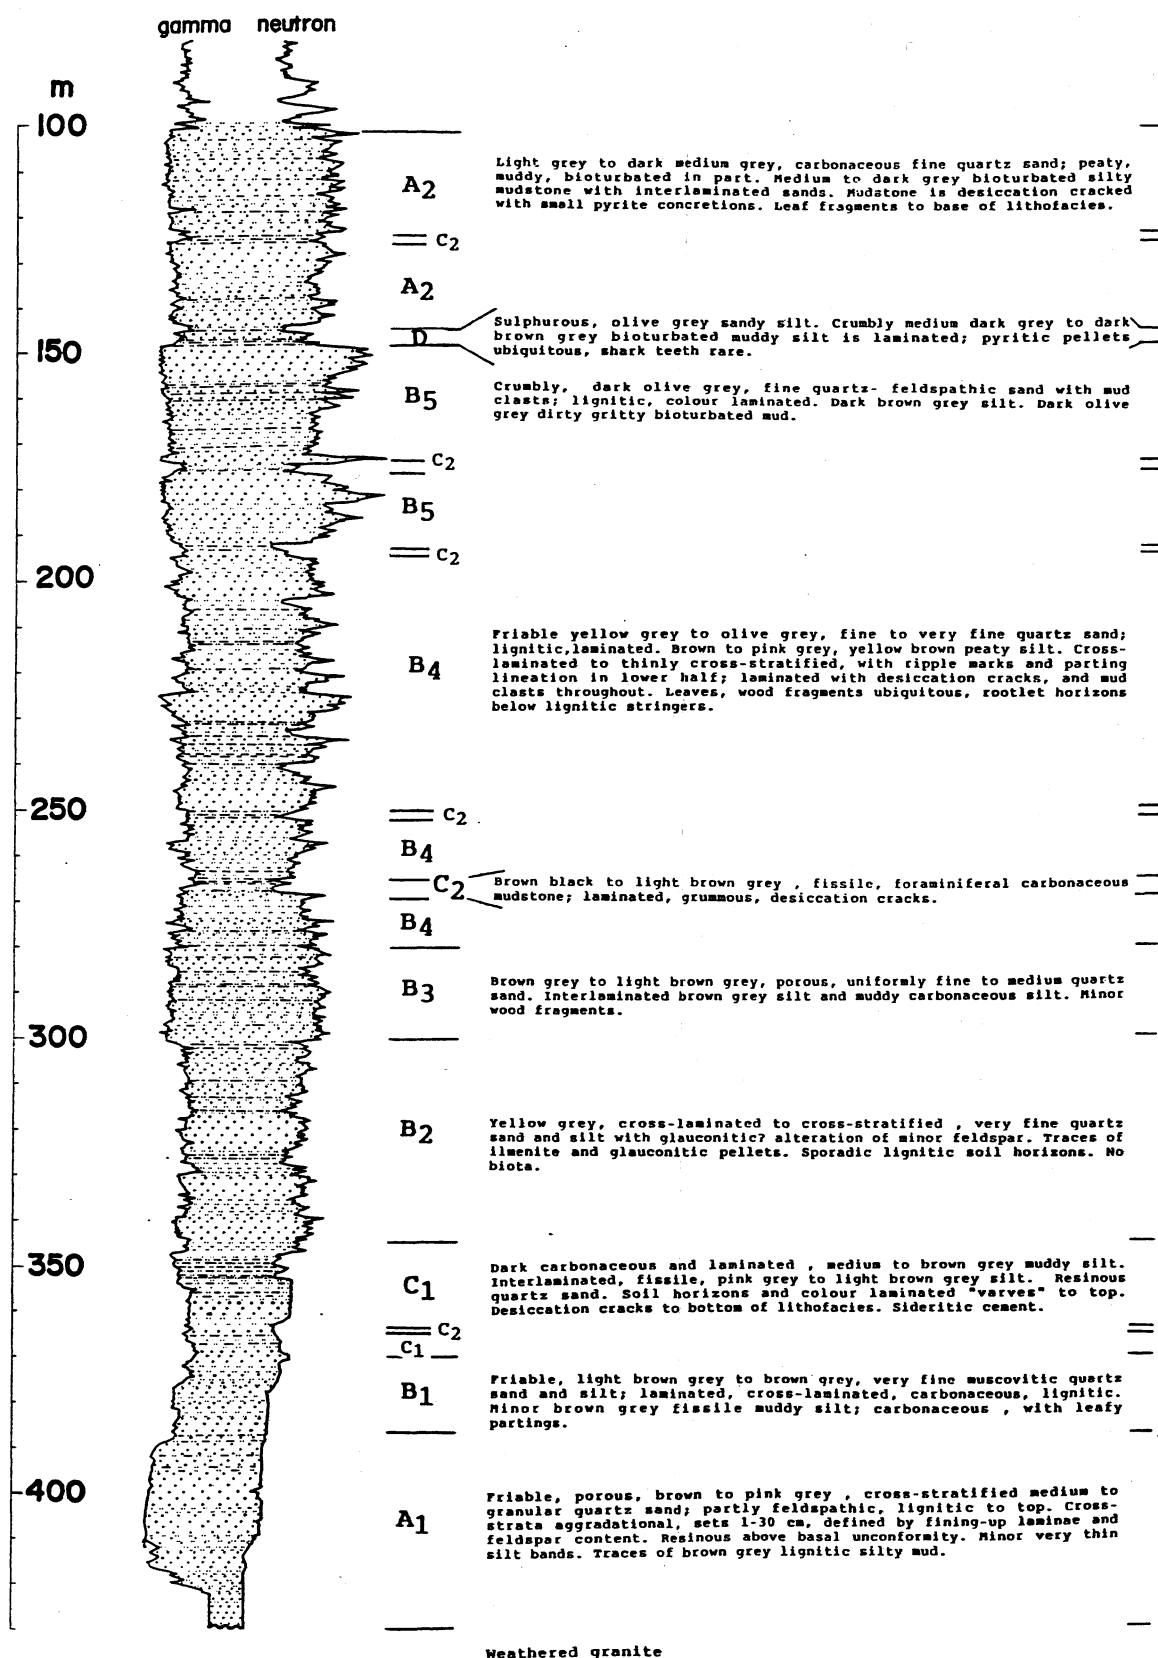 gamma neutron
m
100
Light grey to dark medium grey, carbonaceous fine quartz sand; peaty,
muddy, bioturbated in part. Medium to dark grey bioturbated silty
A2
mudstone with interlaminated sands. Mudstone is desiccation cracked
with small pyrite concretions. Leaf fragments to base of lithofacies.
C2
A2
Sulphurous, olive grey sandy silt. Crumbly medium dark grey to dark
D
brown grey bioturbated muddy silt is laminated; pyritic pellets
150
ubiquitous, shark teeth rare.
Crumbly, dark olive grey, fine quartz- feldspathic sand with mud
B5
clasts; lignitic, colour laminated. Dark brown grey silt. Dark olive
grey dirty gritty bioturbated mud.
C2
B5
C2
200
Friable yellow grey to olive grey, fine to very fine quartz sand;
lignitic,laminated. Brown to pink grey, yellow brown peaty silt. Cross-
B4
laminated to thinly cross-stratified, with ripple marks and parting
lineation in lower half; laminated with desiccation cracks, and mud
clasts throughout. Leaves, wood fragments ubiquitous, rootlet horizons
below lignitic stringers.
250
C2
B4
C2
Brown black to light brown grey , fissile, foraminiferal carbonaceous
mudstone; laminated, grummous, desiccation cracks.
B4
Brown grey to light brown grey, porous, uniformly fine to medium quartz
B3
sand. Interlaminated brown grey silt and muddy carbonaceous silt. Minor
wood fragments.
300
B2
Yellow grey, cross-laminated to cross-stratified , very fine quartz
sand and silt with glauconitic? alteration of minor feldspar. Traces of
ilmenite and glauconitic pellets. Sporadic lignitic soil horizons. No
biota.
350
Dark carbonaceous and laminated , medium to brown grey muddy silt.
Interlaminated, fissile, pink grey to light brown grey silt. Resinous
C1
quartz sand. Soil horizons and colour laminated "varves" to top.
Desiccation cracks to bottom of lithofacies. Sideritic cement.
C2
C1
Friable, light brown grey to brown grey, very fine muscovitic quartz
B1
sand and silt; laminated, cross-laminated, carbonaceous, lignitic.
Minor brown grey fissile muddy silt; carbonaceous , with leafy
partings.
400
Friable, porous, brown to pink grey , cross-stratified medium to
granular quartz sand; partly feldspathic, lignitic to top. Cross-
A1
strata aggradational, sets 1-30 cm, defined by fining-up laminae and
feldspar content. Resinous above basal unconformity. Minor very thin
silt bands. Traces of brown grey lignitic silty mud.
Weathered granite